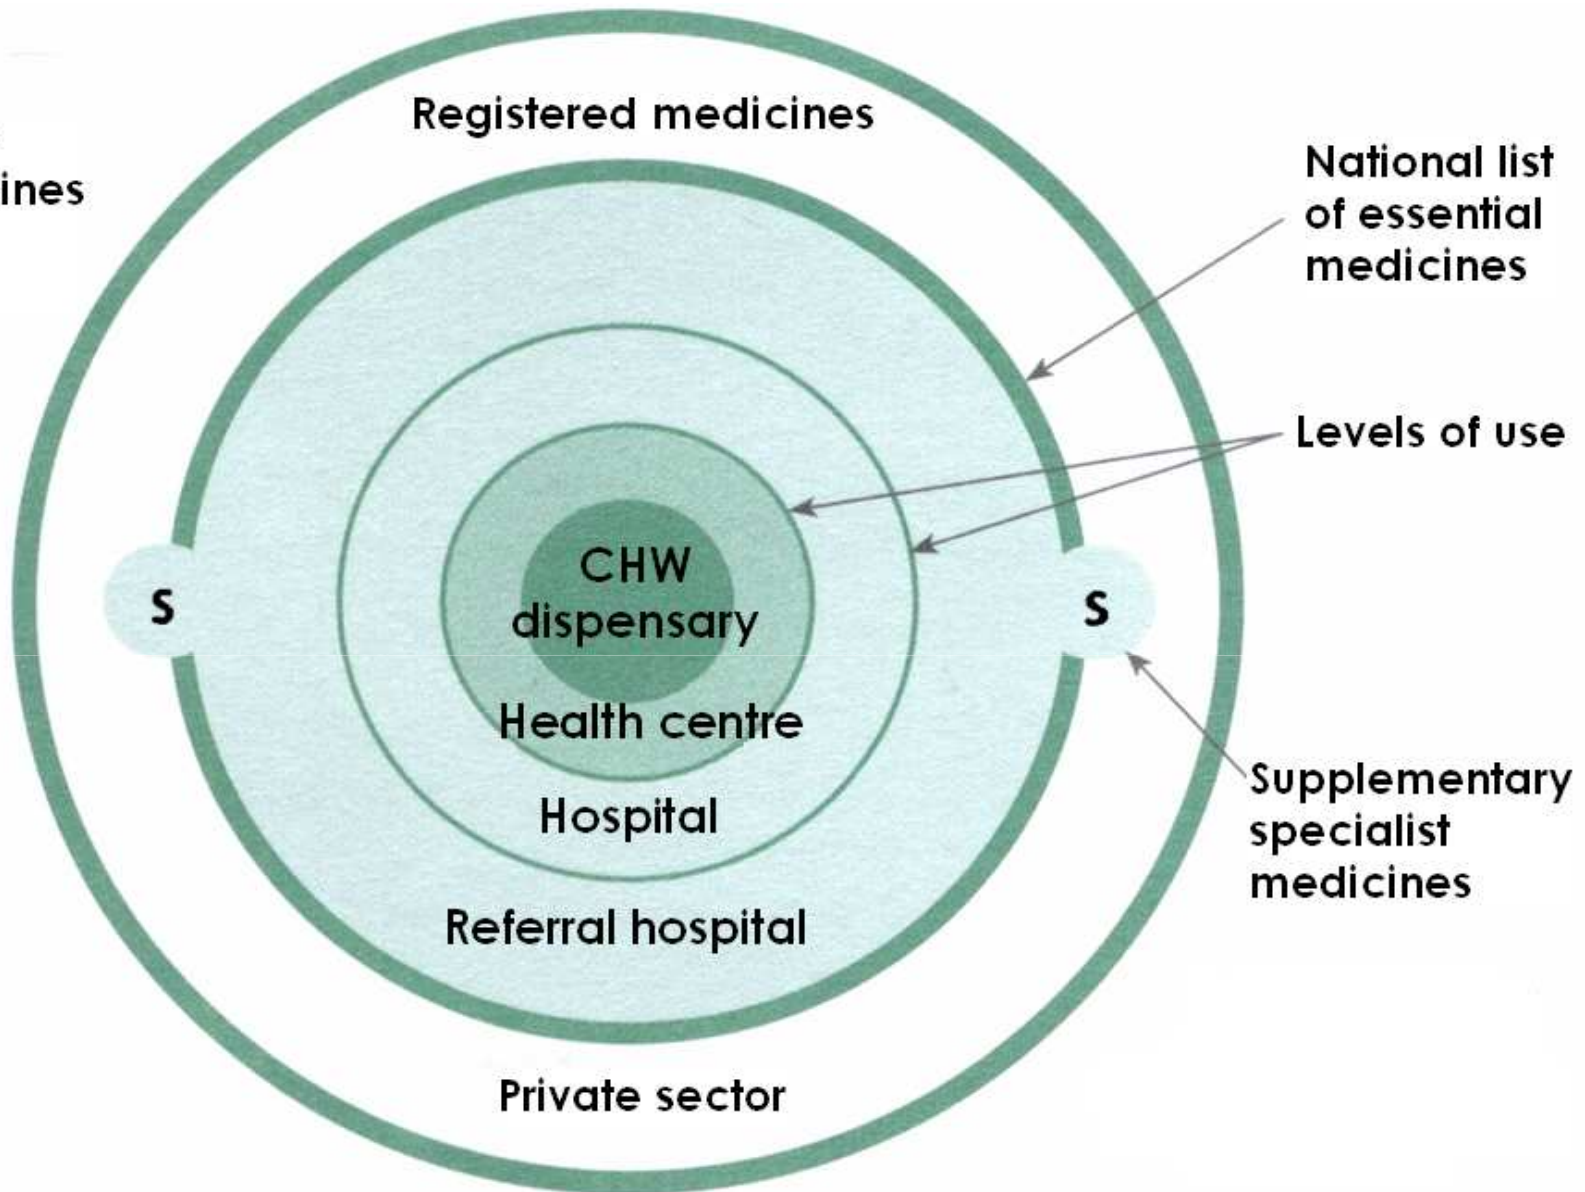 Registered medicines
ines
National list
of essential
medicines
Levels of use
CHW
dispensary
S
S
Health centre
Hospital
Supplementary
specialist
medicines
Referral hospital
Private sector